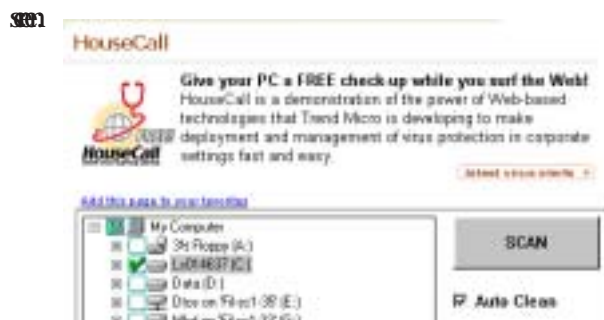 HouseCall
Give your PC a FREE check-up while you surf the Web!
HouseCall is a demonstration of the power of Web-based
technologies that Trend Micro is developing to make
deployment and management of virus protection in corporate
settings fast and easy.
HouseCall
Add this page to your favorites
My Computer
3½ Floppy (A:)
(C:)
Data (D:)
(E:)
SCAN
Auto Clean